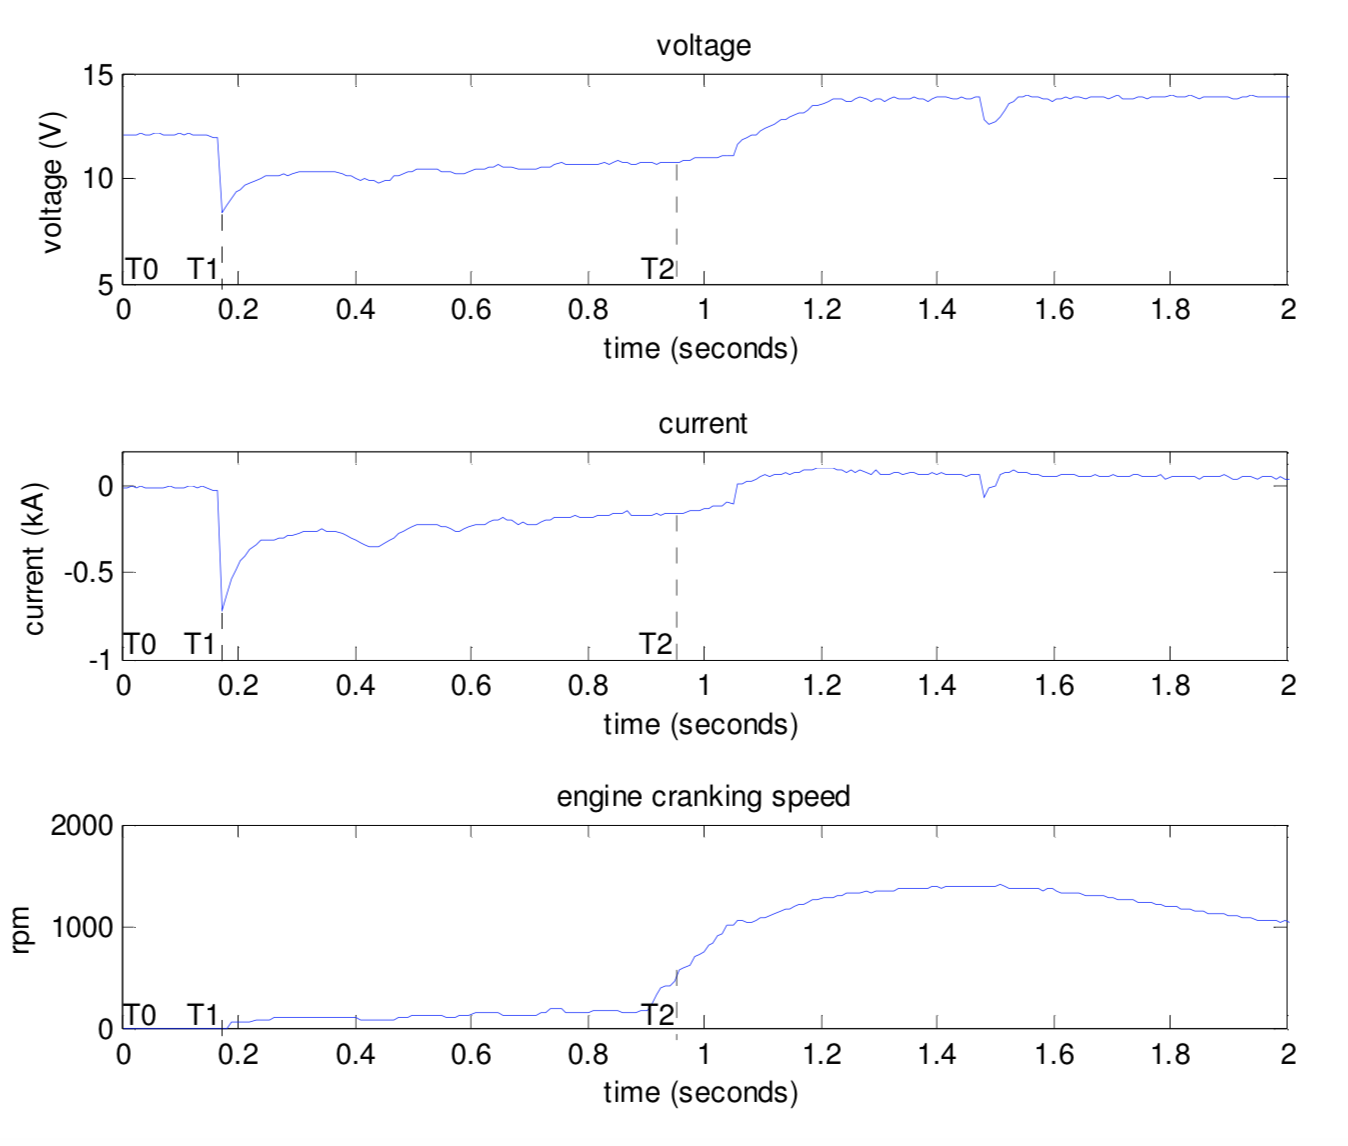 voltage
15
10
5
voltage (V)
T0 T1 T2
0 0.2 0.4 0.6 0.8 1 1.2 1.4 1.6 1.8 2
time (seconds)
current
0
-0.5
-1
current (kA)
T0 T1 T2
0 0.2 0.4 0.6 0.8 1 1.2 1.4 1.6 1.8 2
time (seconds)
engine cranking speed
2000
1000
0
rpm
T0 T1 T2
0 0.2 0.4 0.6 0.8 1 1.2 1.4 1.6 1.8 2
time (seconds)